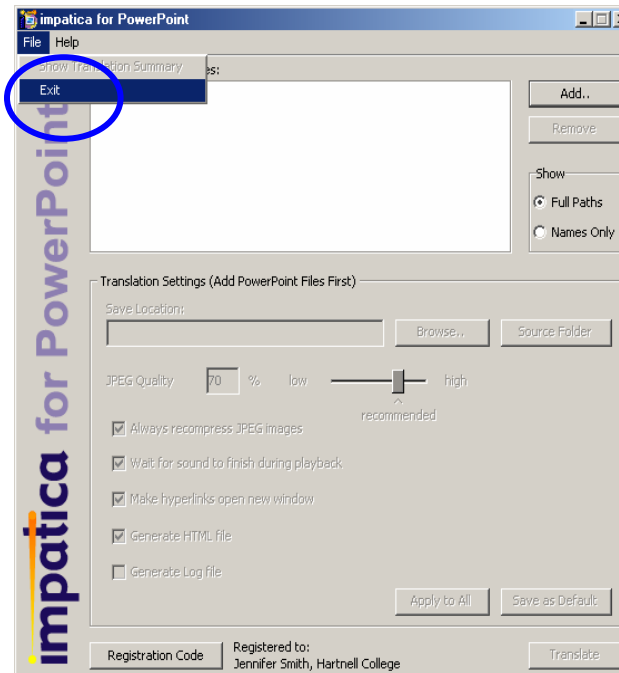 impatica for PowerPoint
File Help
Show Translation Summary
es:
Exit
Add..
Remove
Show
Full Paths
Names Only
impatica for PowerPoint
Translation Settings (Add PowerPoint Files First)
Save Location:
Browse..
Source Folder
JPEG Quality 70 % low high
recommended
Always recompress JPEG images
Wait for sound to finish during playback
Make hyperlinks open new window
Generate HTML file
Generate Log file
Apply to All
Save as Default
Registration Code
Registered to:
Jennifer Smith, Hartnell College
Translate